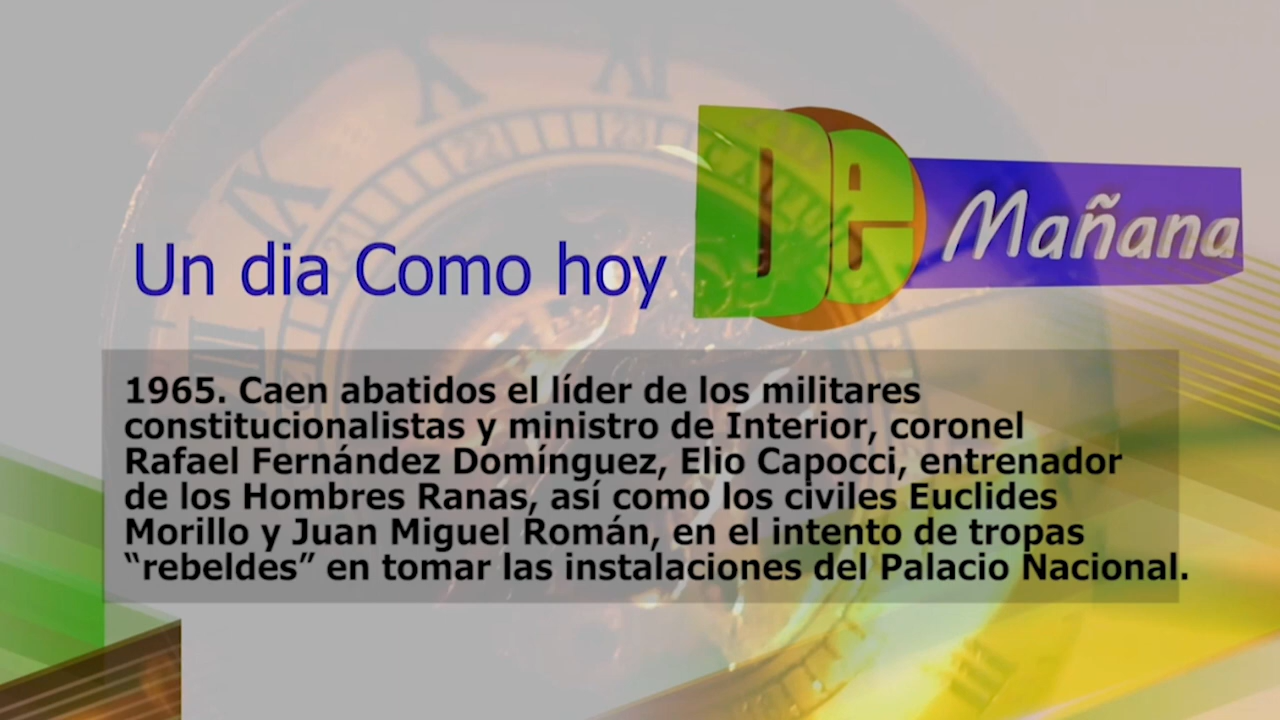 De Mañana
Un dia Como hoy
1965. Caen abatidos el líder de los militares
constitucionalistas y ministro de Interior, coronel
Rafael Fernández Domínguez, Elio Capocci, entrenador
de los Hombres Ranas, así como los civiles Euclides
Morillo y Juan Miguel Román, en el intento de tropas
“rebeldes” en tomar las instalaciones del Palacio Nacional.